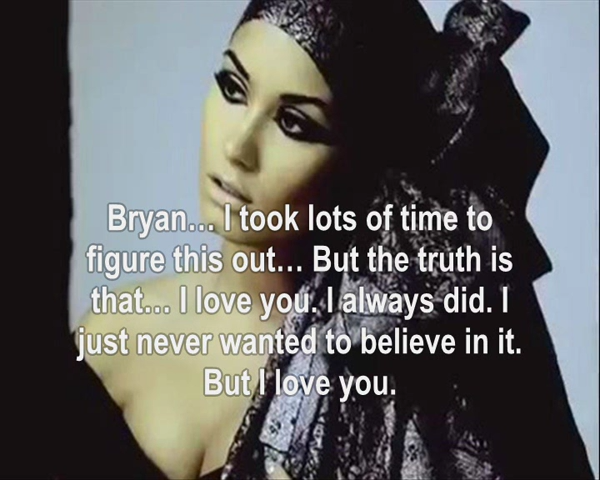 Bryan... I took lots of time to
figure this out... But the truth is
that... I love you. I always did. I
just never wanted to believe in it.
But I love you.